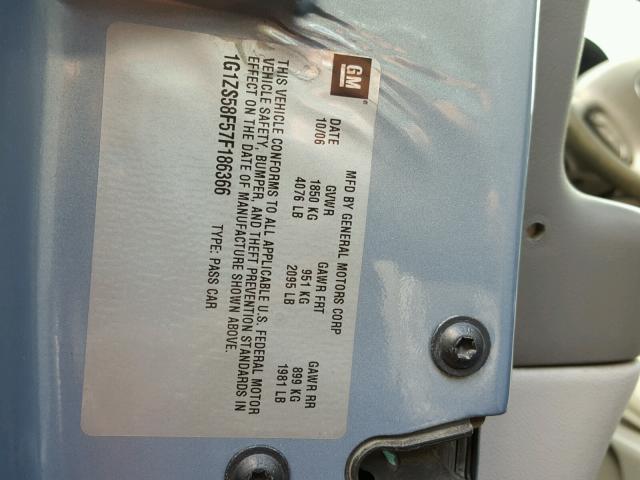 GM
MFD BY GENERAL MOTORS CORP
DATE GVWR GAWR FRT GAWR RR
10/06 1850 KG 951 KG 899 KG
4076 LB 2095 LB 1981 LB
THIS VEHICLE CONFORMS TO ALL APPLICABLE U.S. FEDERAL MOTOR
VEHICLE SAFETY, BUMPER, AND THEFT PREVENTION STANDARDS IN
EFFECT ON THE DATE OF MANUFACTURE SHOWN ABOVE.
1G1ZS58F57F186366 TYPE: PASS CAR